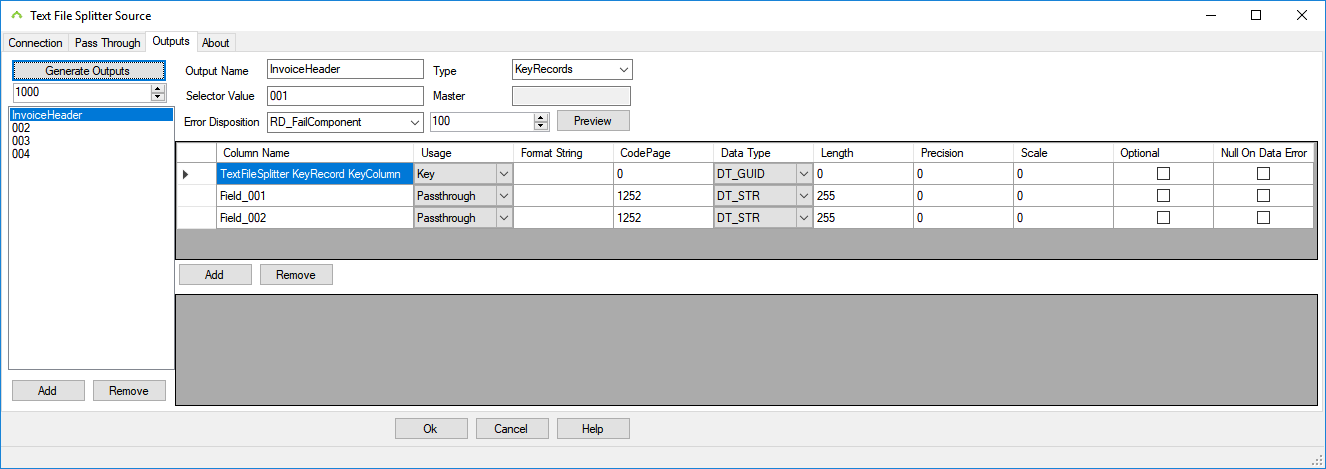 Text File Splitter Source
Connection Pass Through Outputs About
Generate Outputs
1000
InvoiceHeader
002
003
004
Add Remove
Output Name InvoiceHeader Type KeyRecords
Selector Value 001 Master
Error Disposition RD_FailComponent 100 Preview
Column Name Usage Format String CodePage Data Type Length Precision Scale Optional Null On Data Error
TextFileSplitter KeyRecord KeyColumn Key 0 DT_GUID 0 0 0
Field_001 Passthrough 1252 DT_STR 255 0 0
Field_002 Passthrough 1252 DT_STR 255 0 0
Add Remove
Ok Cancel Help